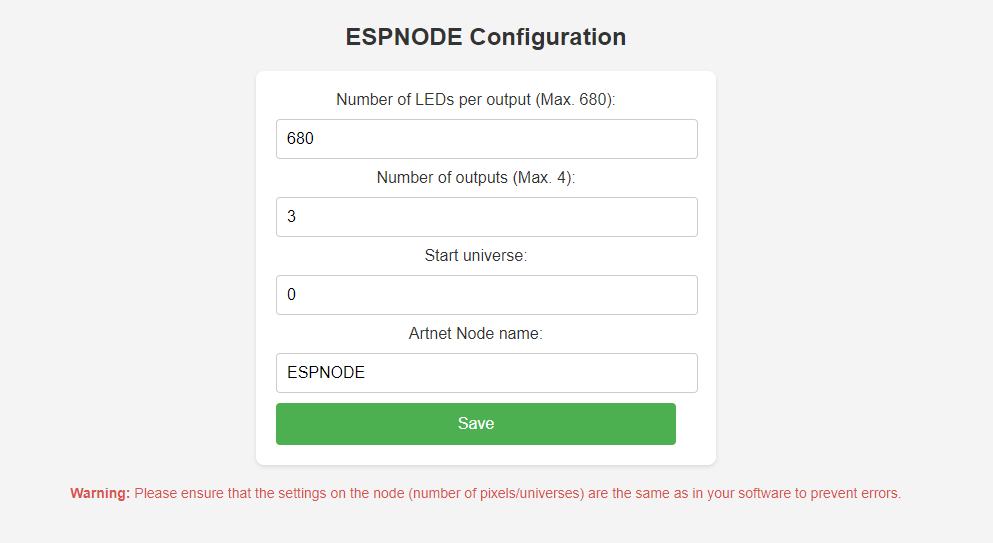 ESPNODE Configuration
Number of LEDs per output (Max. 680):
680
Number of outputs (Max. 4):
3
Start universe:
0
Artnet Node name:
ESPNODE
Save
Warning: Please ensure that the settings on the node (number of pixels/universes) are the same as in your software to prevent errors.